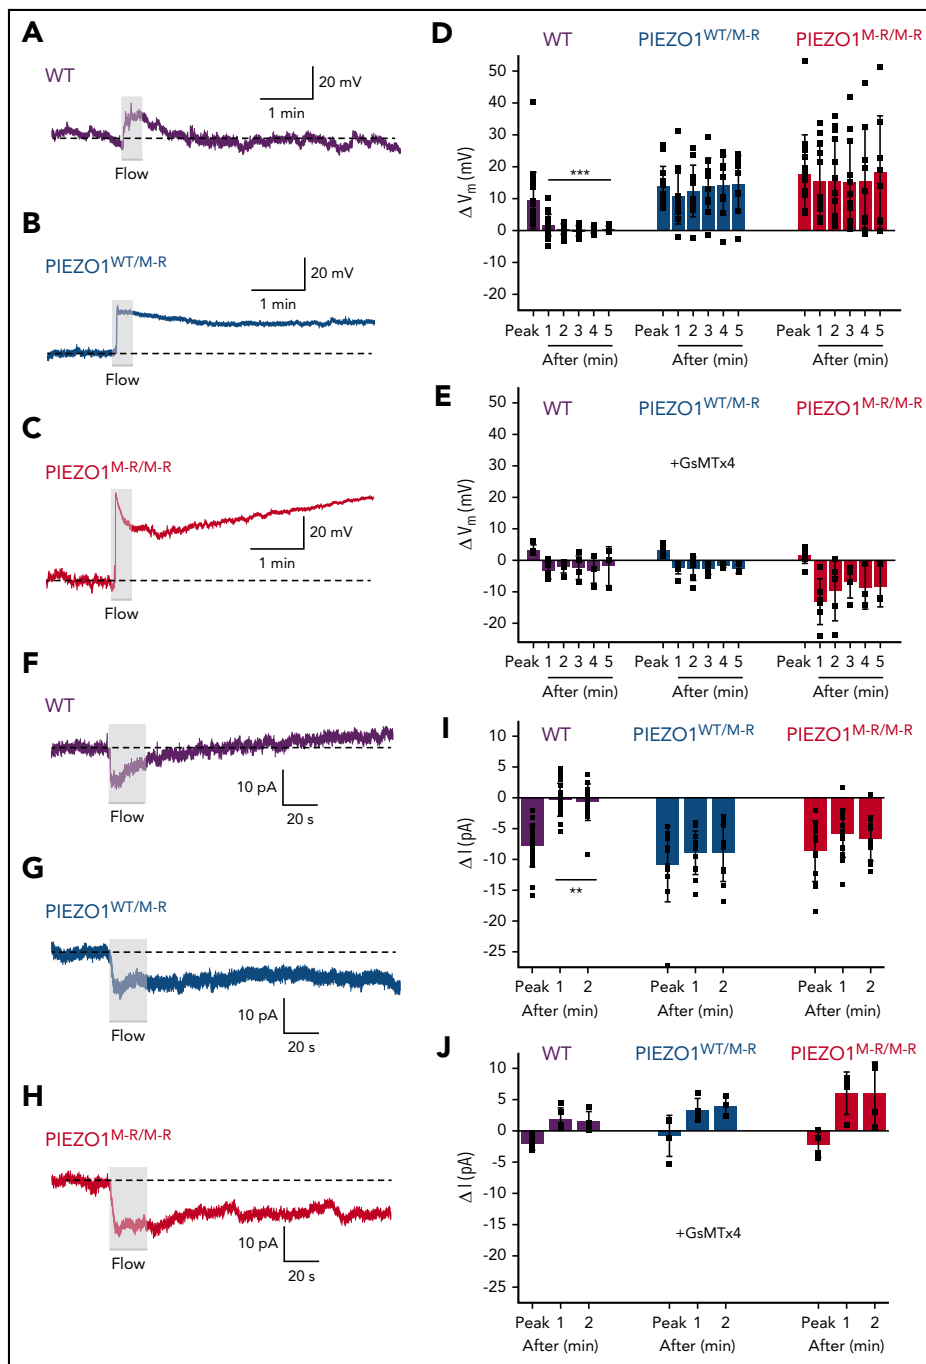 A
WT
20 mV
1 min
Flow
B
PIEZO1WT/M-R
20 mV
1 min
Flow
C
PIEZO1M-R/M-R
20 mV
1 min
Flow
F
WT
10 pA
20 s
Flow
G
PIEZO1WT/M-R
10 pA
20 s
Flow
H
PIEZO1M-R/M-R
10 pA
20 s
Flow
D
WT PIEZO1WT/M-R PIEZO1M-R/M-R
50
40
30
20
10
0
-10
-20
Δ Vm (mV)
***
Peak 1 2 3 4 5 Peak 1 2 3 4 5 Peak 1 2 3 4 5
After (min) After (min) After (min)
E
WT PIEZO1WT/M-R PIEZO1M-R/M-R
+GsMTx4
50
40
30
20
10
0
-10
-20
Δ Vm (mV)
Peak 1 2 3 4 5 Peak 1 2 3 4 5 Peak 1 2 3 4 5
After (min) After (min) After (min)
I
WT PIEZO1WT/M-R PIEZO1M-R/M-R
10
5
0
-5
-10
-15
-20
-25
Δ I (pA)
**
Peak 1 2 Peak 1 2 Peak 1 2
After (min) After (min) After (min)
J
WT PIEZO1WT/M-R PIEZO1M-R/M-R
10
5
0
-5
-10
-15
-20
-25
Δ I (pA)
+GsMTx4
Peak 1 2 Peak 1 2 Peak 1 2
After (min) After (min) After (min)